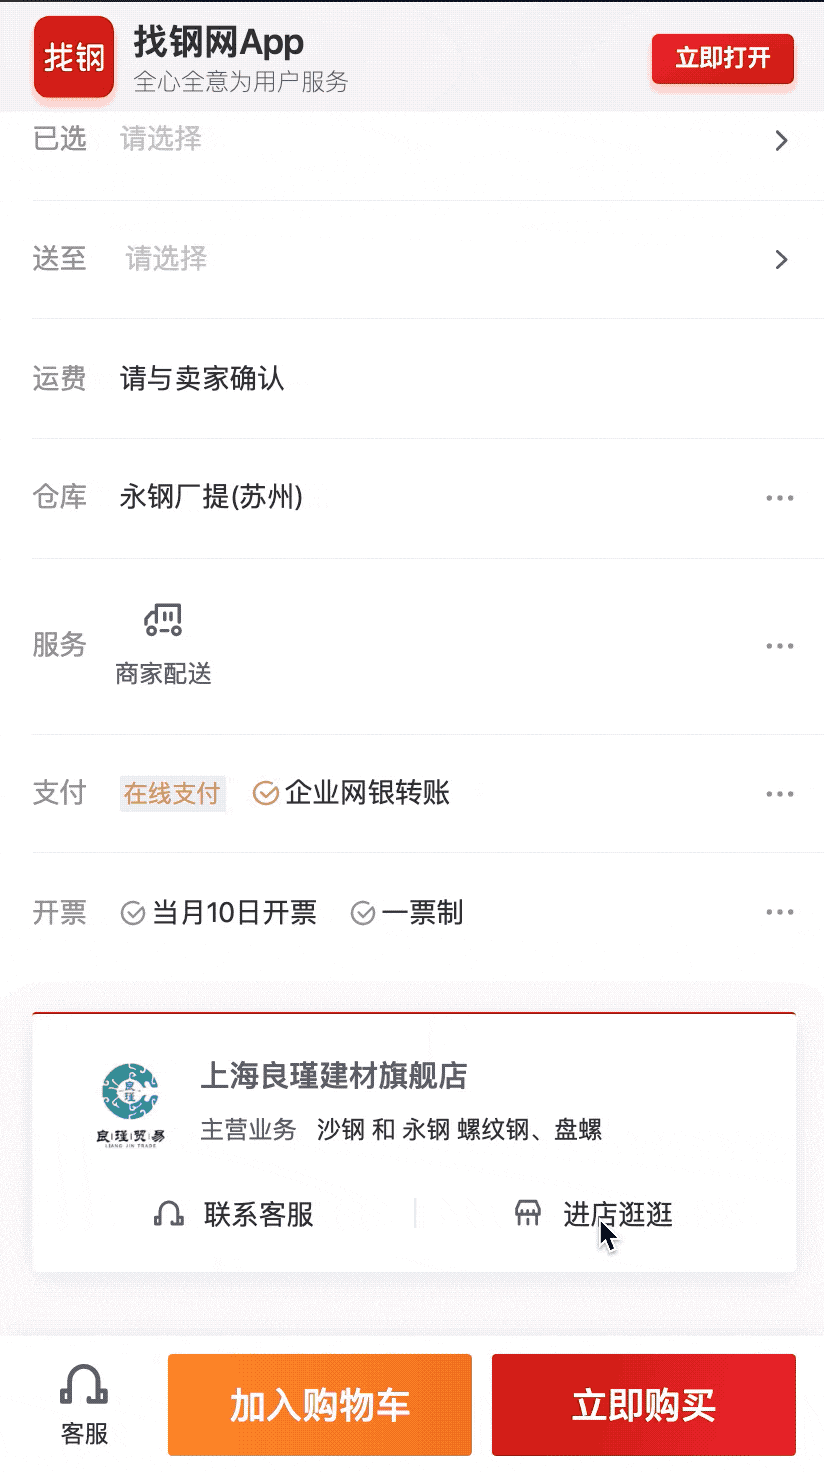 找钢
找钢网App
全心全意为用户服务
立即打开
已选 请选择
送至 请选择
运费 请与卖家确认
仓库 永钢厂提(苏州)
服务 商家配送
支付 在线支付 企业网银转账
开票 当月10日开票 一票制
良瑾
良瑾贸易
LIANG JIN TRADE
上海良瑾建材旗舰店
主营业务 沙钢 和 永钢 螺纹钢、盘螺
联系客服 进店逛逛
客服 加入购物车 立即购买